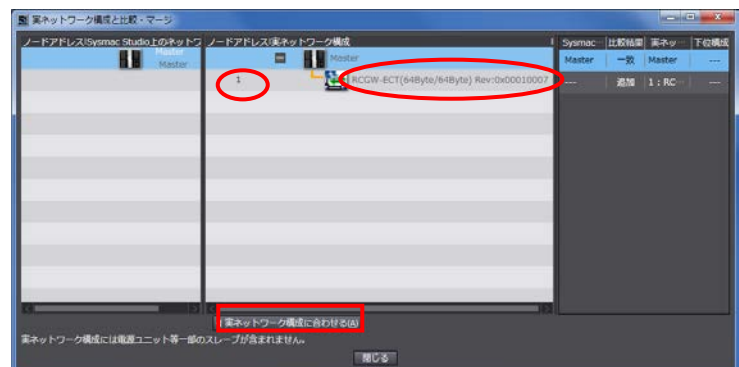 実ネットワーク構成と比較・マージ
ノードアドレス|Sysmac Studio上のネットワ
ノードアドレス|実ネットワーク構成
Sysmac… 比較結果 実ネッ… 下位構成
Master
Master
Master
Master 一致 Master ---
1
RCGW-ECT(64Byte/64Byte) Rev:0x00010007
--- 追加 1 : RC… ---
実ネットワーク構成に合わせる(A)
実ネットワーク構成には電源ユニット等一部のスレーブが含まれません。
閉じる